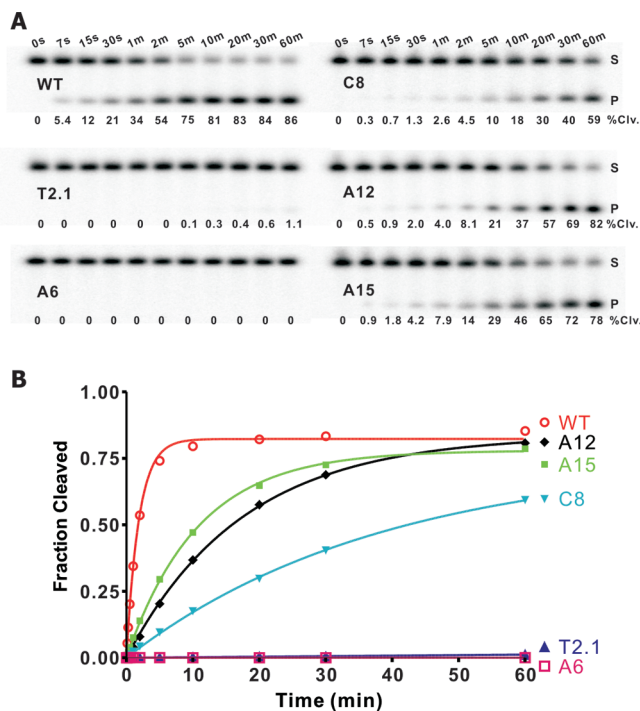 A
0s 7s 15s 30s 1m 2m 5m 10m 20m 30m 60m
0s 7s 15s 30s 1m 2m 5m 10m 20m 30m 60m
S
WT
C8
P
0 5.4 12 21 34 54 75 81 83 84 86
0 0.3 0.7 1.3 2.6 4.5 10 18 30 40 59 %Clv.
S
T2.1
A12
P
0 0 0 0 0 0 0.1 0.3 0.4 0.6 1.1
0 0.5 0.9 2.0 4.0 8.1 21 37 57 69 82 %Clv.
S
A6
A15
P
0 0 0 0 0 0 0 0 0 0 0
0 0.9 1.8 4.2 7.9 14 29 46 65 72 78 %Clv.
B
1.00
WT
A12
0.75
A15
C8
0.50
0.25
T2.1
0.00
A6
0 10 20 30 40 50 60
Fraction Cleaved
Time (min)